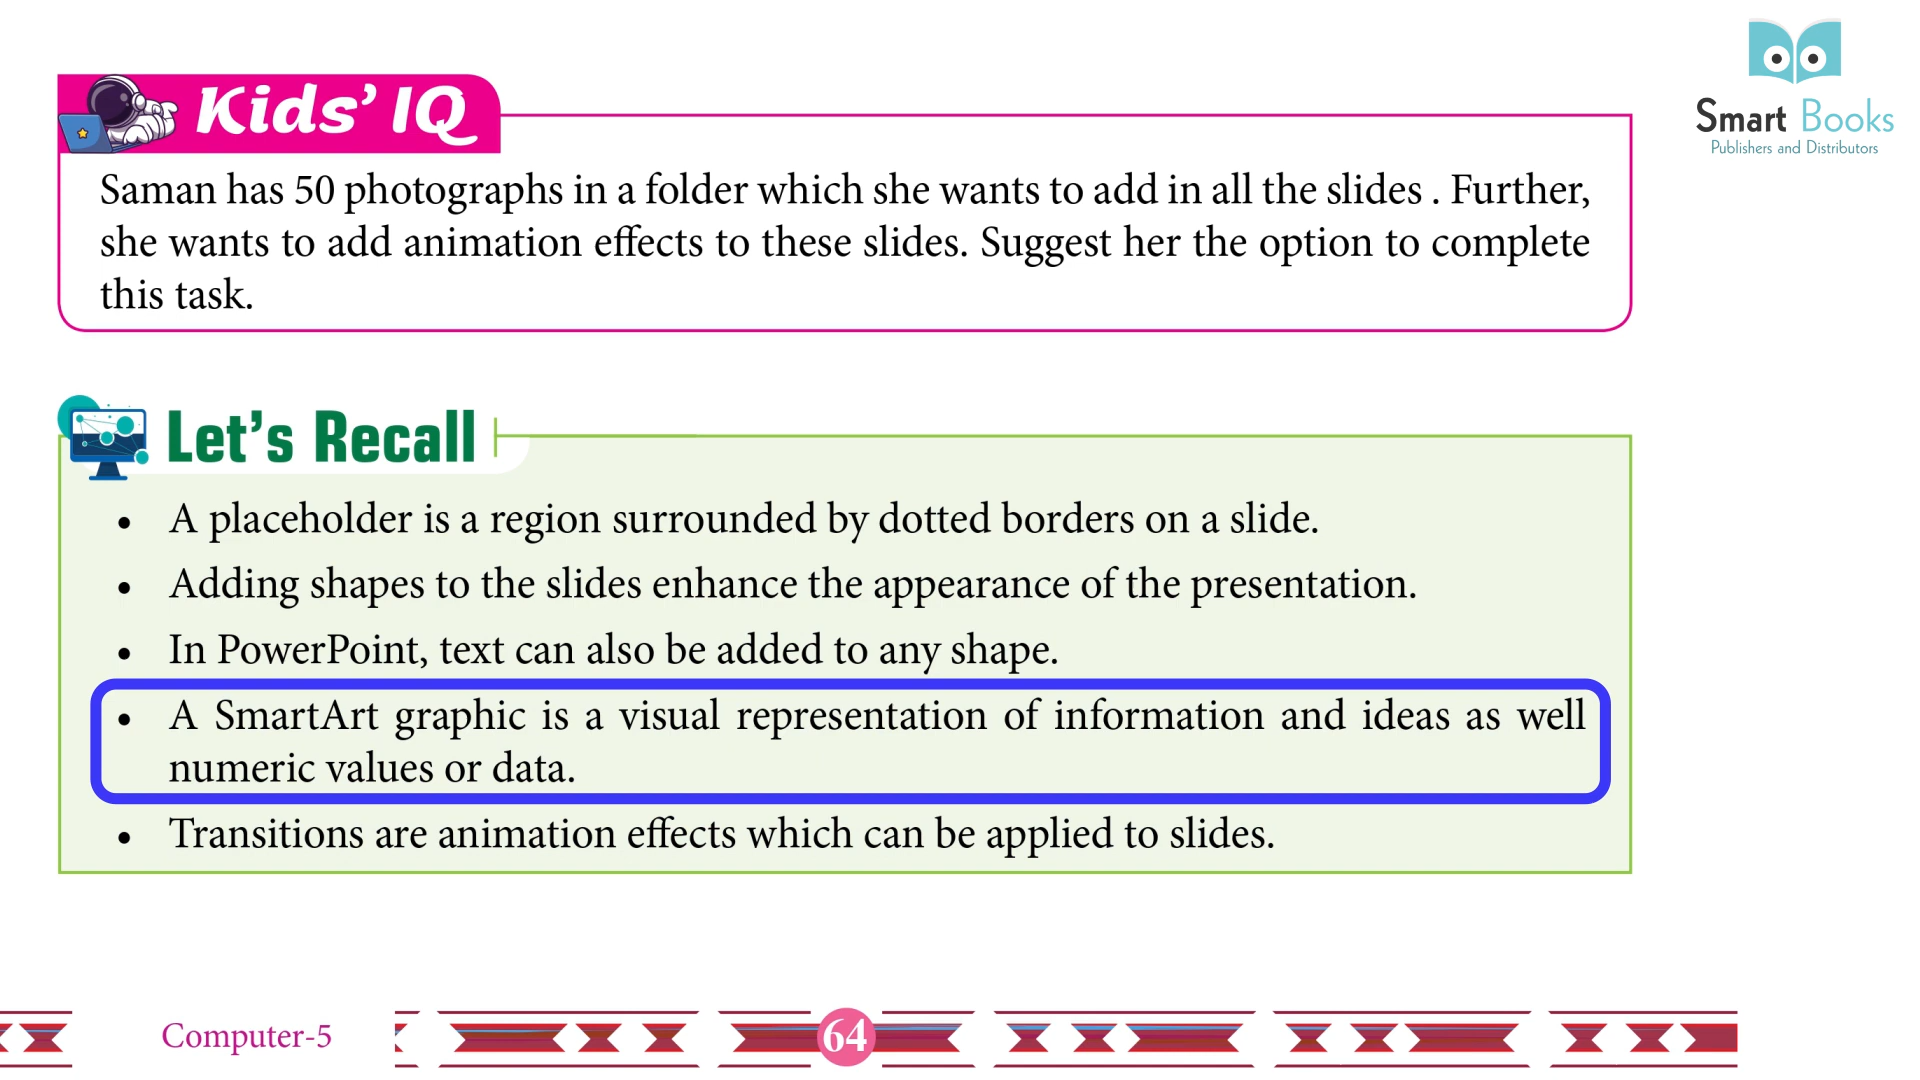 Smart Books
Publishers and Distributors
Kids' IQ
Saman has 50 photographs in a folder which she wants to add in all the slides . Further,
she wants to add animation effects to these slides. Suggest her the option to complete
this task.
Let's Recall
• A placeholder is a region surrounded by dotted borders on a slide.
• Adding shapes to the slides enhance the appearance of the presentation.
• In PowerPoint, text can also be added to any shape.
• A SmartArt graphic is a visual representation of information and ideas as well
numeric values or data.
• Transitions are animation effects which can be applied to slides.
Computer-5
64